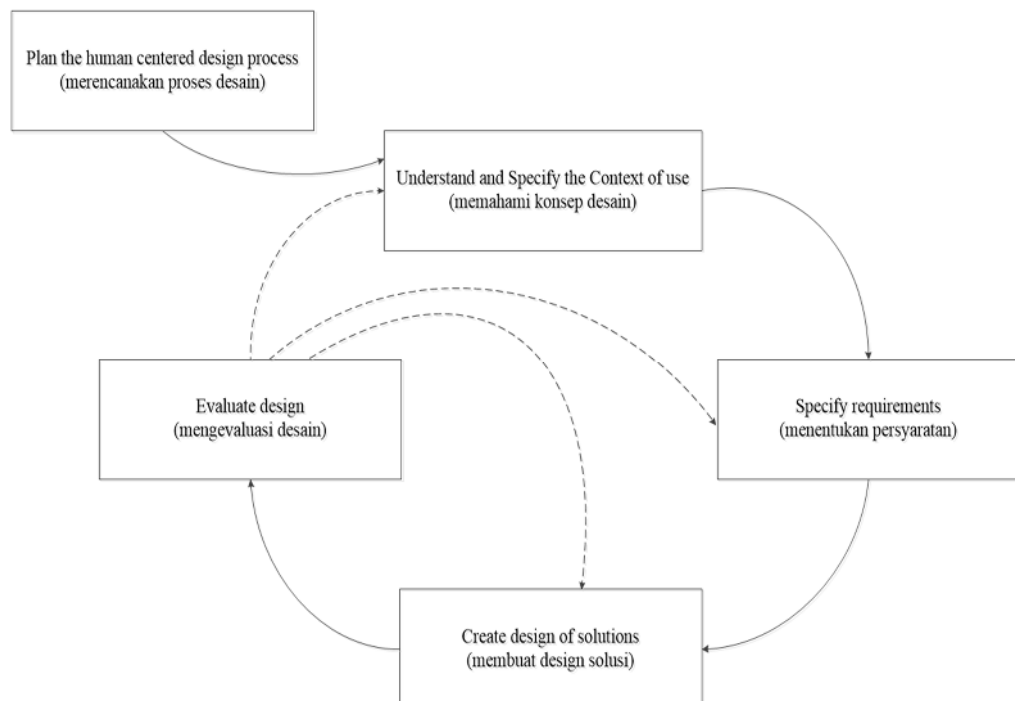 Plan the human centered design process
(merencanakan proses desain)
Understand and Specify the Context of use
(memahami konsep desain)
Evaluate design
(mengevaluasi desain)
Specify requirements
(menentukan persyaratan)
Create design of solutions
(membuat design solusi)